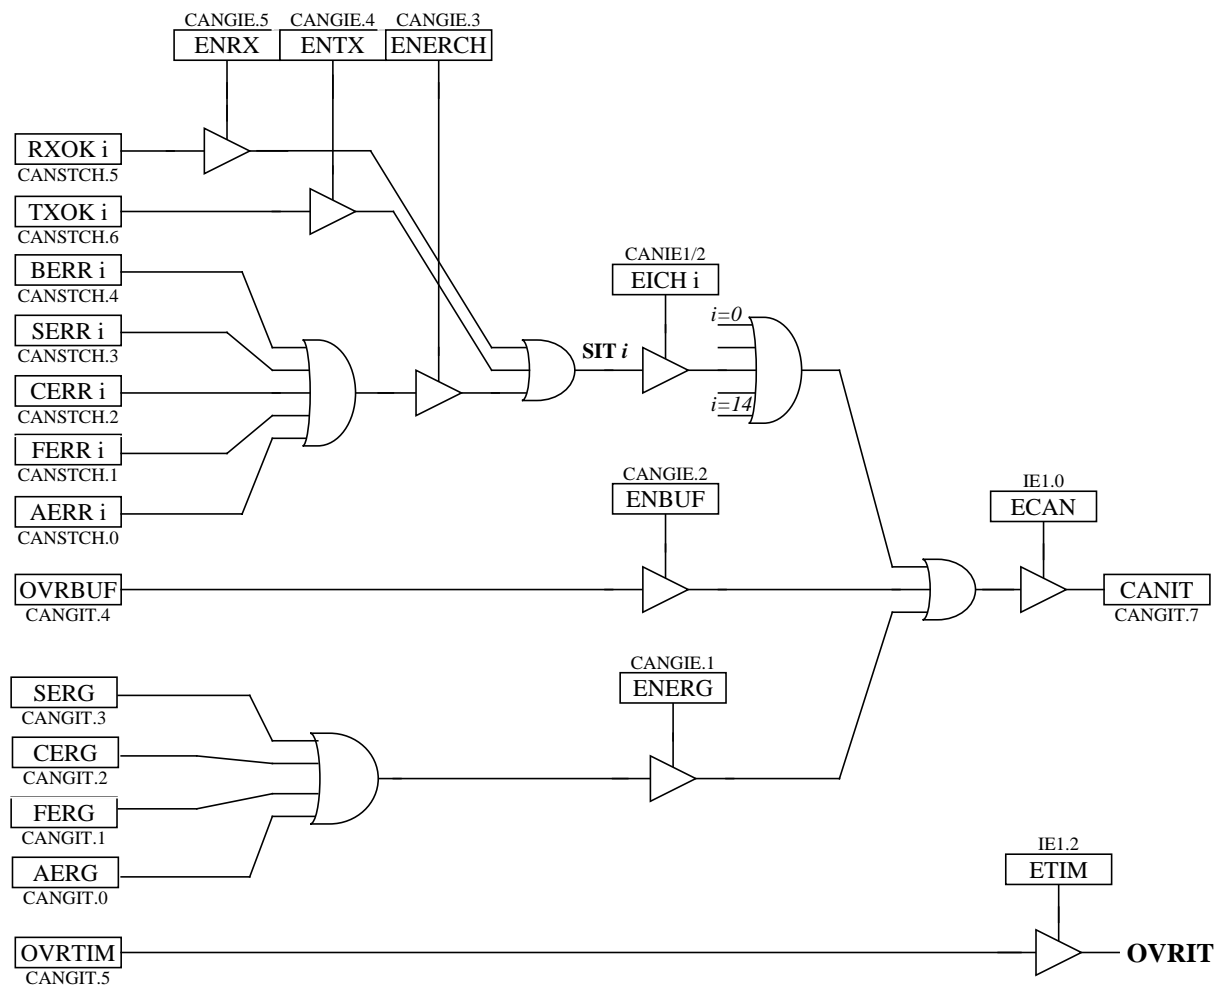 CANGIE.5 CANGIE.4 CANGIE.3
ENRX ENTX ENERCH
RXOK i
CANSTCH.5
TXOK i
CANSTCH.6
BERR i
CANSTCH.4
SERR i
CANSTCH.3
CERR i
CANSTCH.2
FERR i
CANSTCH.1
AERR i
CANSTCH.0
SIT i
CANIE1/2
EICH i
i=0
i=14
CANGIE.2
ENBUF
IE1.0
ECAN
OVRBUF
CANGIT.4
CANIT
CANGIT.7
CANGIE.1
ENERG
SERG
CANGIT.3
CERG
CANGIT.2
FERG
CANGIT.1
AERG
CANGIT.0
IE1.2
ETIM
OVRTIM
CANGIT.5
OVRIT